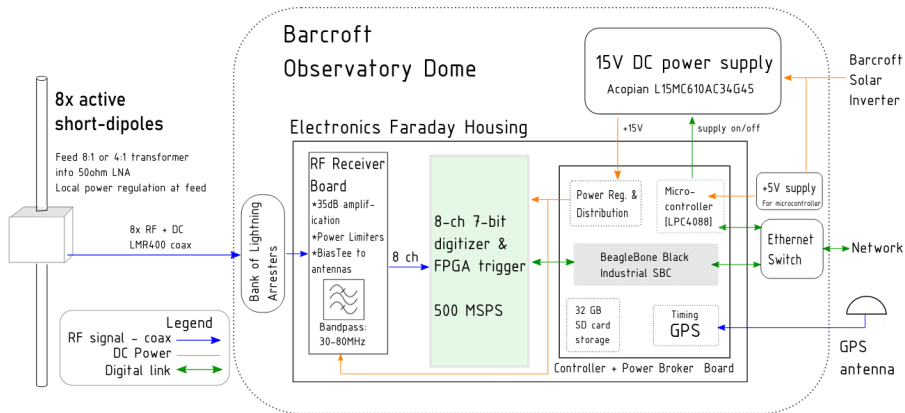 Barcroft
Observatory Dome
8x active
short-dipoles
Feed 8:1 or 4:1 transformer
into 50ohm LNA
Local power regulation at feed
8x RF + DC
LMR400 coax
Bank of Lightning
Arresters
Legend
RF signal - coax
DC Power
Digital link
Electronics Faraday Housing
RF Receiver
Board
*35dB amplif-
ication
*Power Limiters
*BiasTee to
antennas
Bandpass:
30-80MHz
8 ch
8-ch 7-bit
digitizer &
FPGA trigger
500 MSPS
15V DC power supply
Acopian L15MC610AC34G45
+15V
supply on/off
Power Reg. &
Distribution
Micro-
controller
[LPC4088]
BeagleBone Black
Industrial SBC
32 GB
SD card
storage
Timing
GPS
Controller + Power Broker Board
Barcroft
Solar
Inverter
+5V supply
For microcontroller
Ethernet
Switch
Network
GPS
antenna